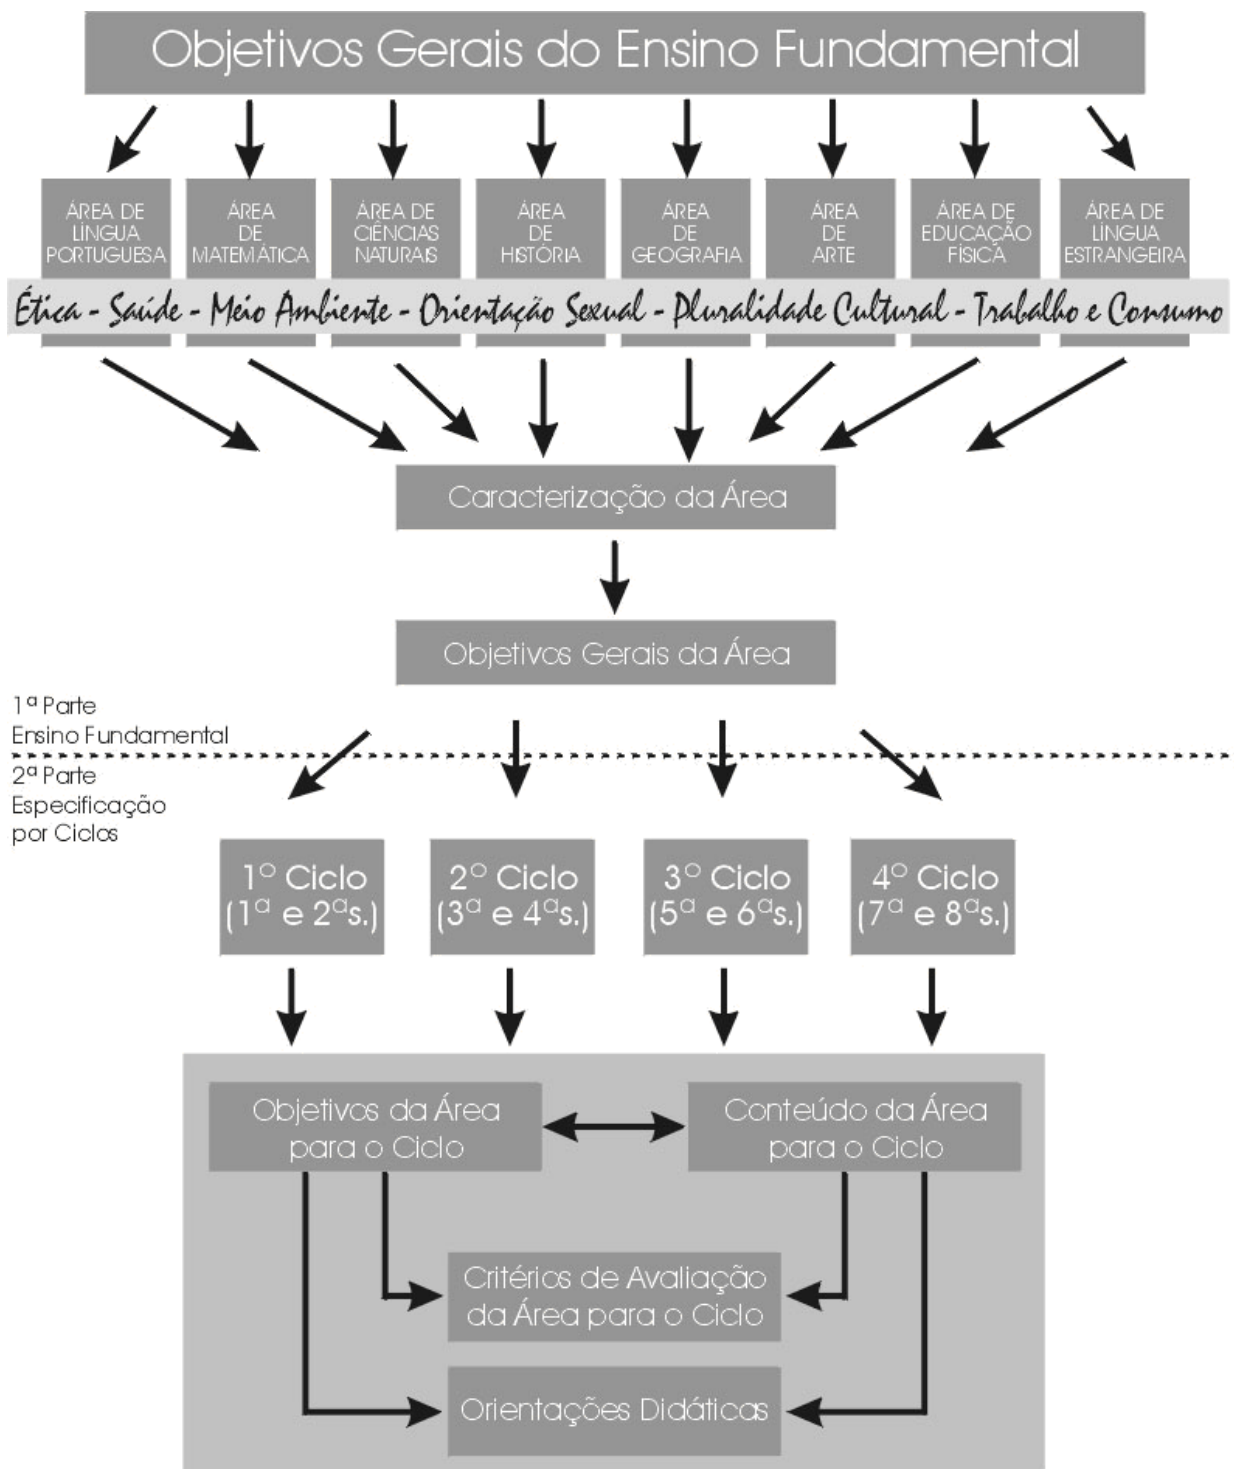 Objetivos Gerais do Ensino Fundamental
ÁREA DE
LÍNGUA
PORTUGUESA
ÁREA
DE
MATEMÁTICA
ÁREA DE
CIÊNCIAS
NATURAIS
ÁREA
DE
HISTÓRIA
ÁREA
DE
GEOGRAFIA
ÁREA
DE
ARTE
ÁREA DE
EDUCAÇÃO
FÍSICA
ÁREA DE
LÍNGUA
ESTRANGEIRA
Ética - Saúde - Meio Ambiente - Orientação Sexual - Pluralidade Cultural - Trabalho e Consumo
Caracterização da Área
Objetivos Gerais da Área
1ª Parte
Ensino Fundamental
2ª Parte
Especificação
por Ciclos
1º Ciclo
(1ª e 2ªs.)
2º Ciclo
(3ª e 4ªs.)
3º Ciclo
(5ª e 6ªs.)
4º Ciclo
(7ª e 8ªs.)
Objetivos da Área
para o Ciclo
Conteúdo da Área
para o Ciclo
Critérios de Avaliação
da Área para o Ciclo
Orientações Didáticas